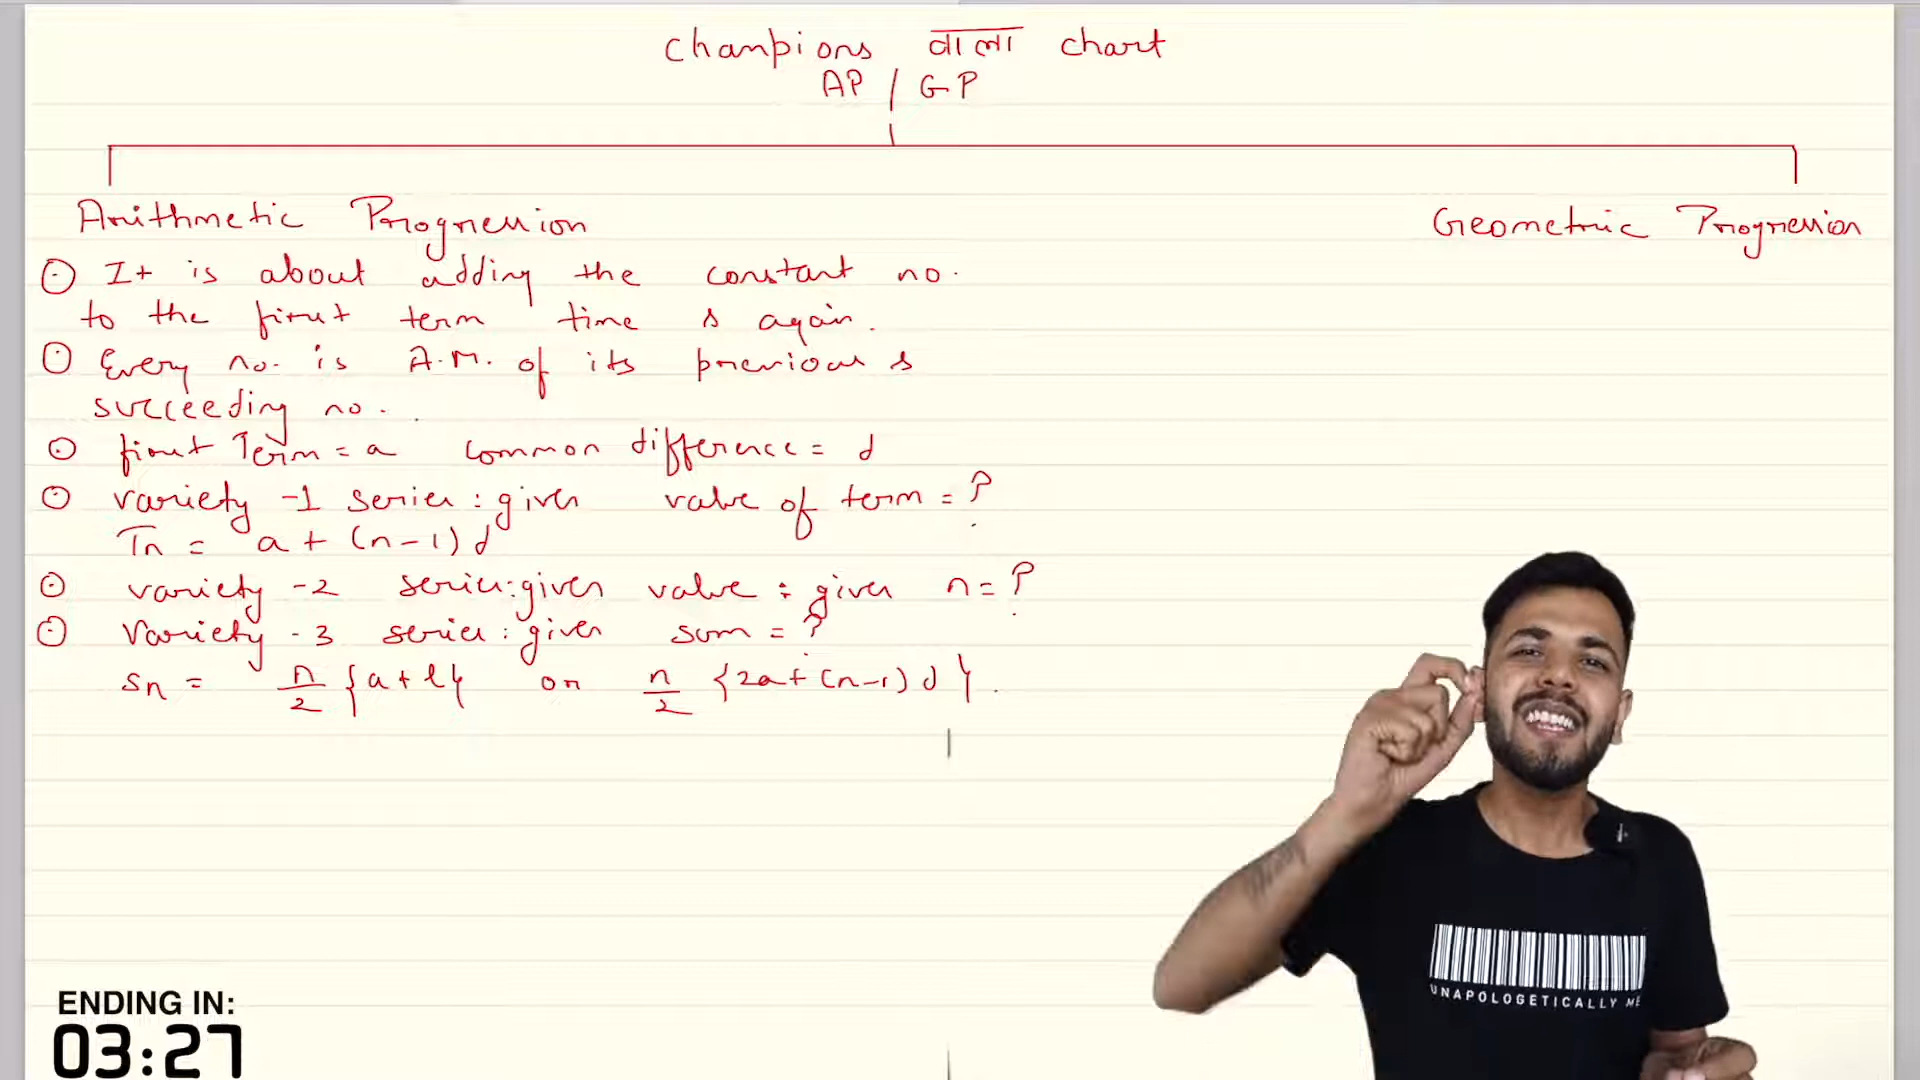 Champions वाला chart
AP / GP
Arithmetic Progression
Geometric Progression
⊙ It is about adding the constant no.
to the first term time & again.
⊙ Every no. is A.M. of its previous &
succeeding no.
⊙ first Term = a common difference = d
⊙ variety -1 series : given value of term = ?
Tn = a + (n-1) d
⊙ variety -2 series : given value : given n = ?
⊙ Variety -3 series : given sum = ?
Sn = n/2 {a + l} or n/2 {2a + (n-1) d}.
UNAPOLOGETICALLY ME
ENDING IN:
03:27